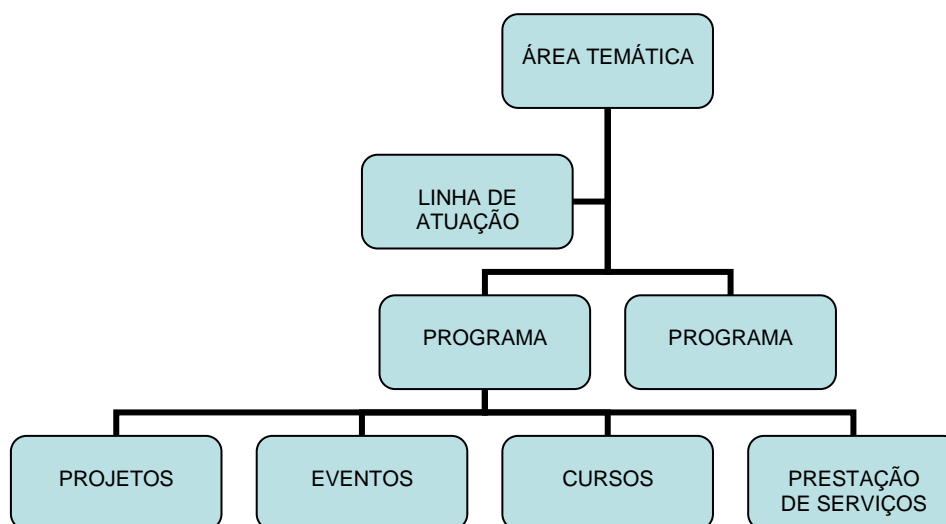 ÁREA TEMÁTICA
LINHA DE
ATUAÇÃO
PROGRAMA
PROGRAMA
PROJETOS
EVENTOS
CURSOS
PRESTAÇÃO
DE SERVIÇOS